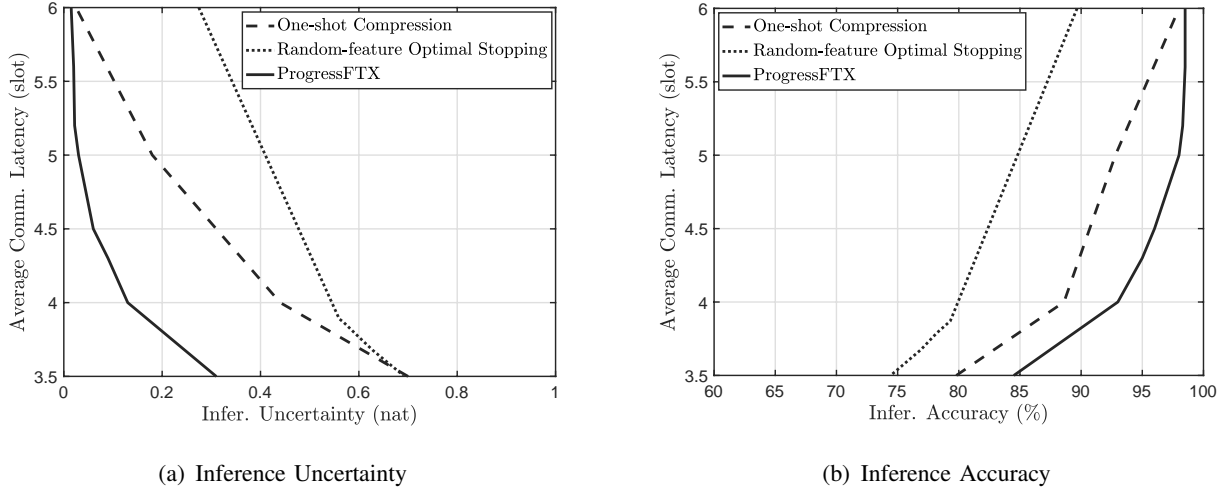 One-shot Compression
Random-feature Optimal Stopping
ProgressFTX
Average Comm. Latency (slot)
6
5.5
5
4.5
4
3.5
0 0.2 0.4 0.6 0.8 1
Infer. Uncertainty (nat)
(a) Inference Uncertainty
One-shot Compression
Random-feature Optimal Stopping
ProgressFTX
Average Comm. Latency (slot)
6
5.5
5
4.5
4
3.5
60 65 70 75 80 85 90 95 100
Infer. Accuracy (%)
(b) Inference Accuracy